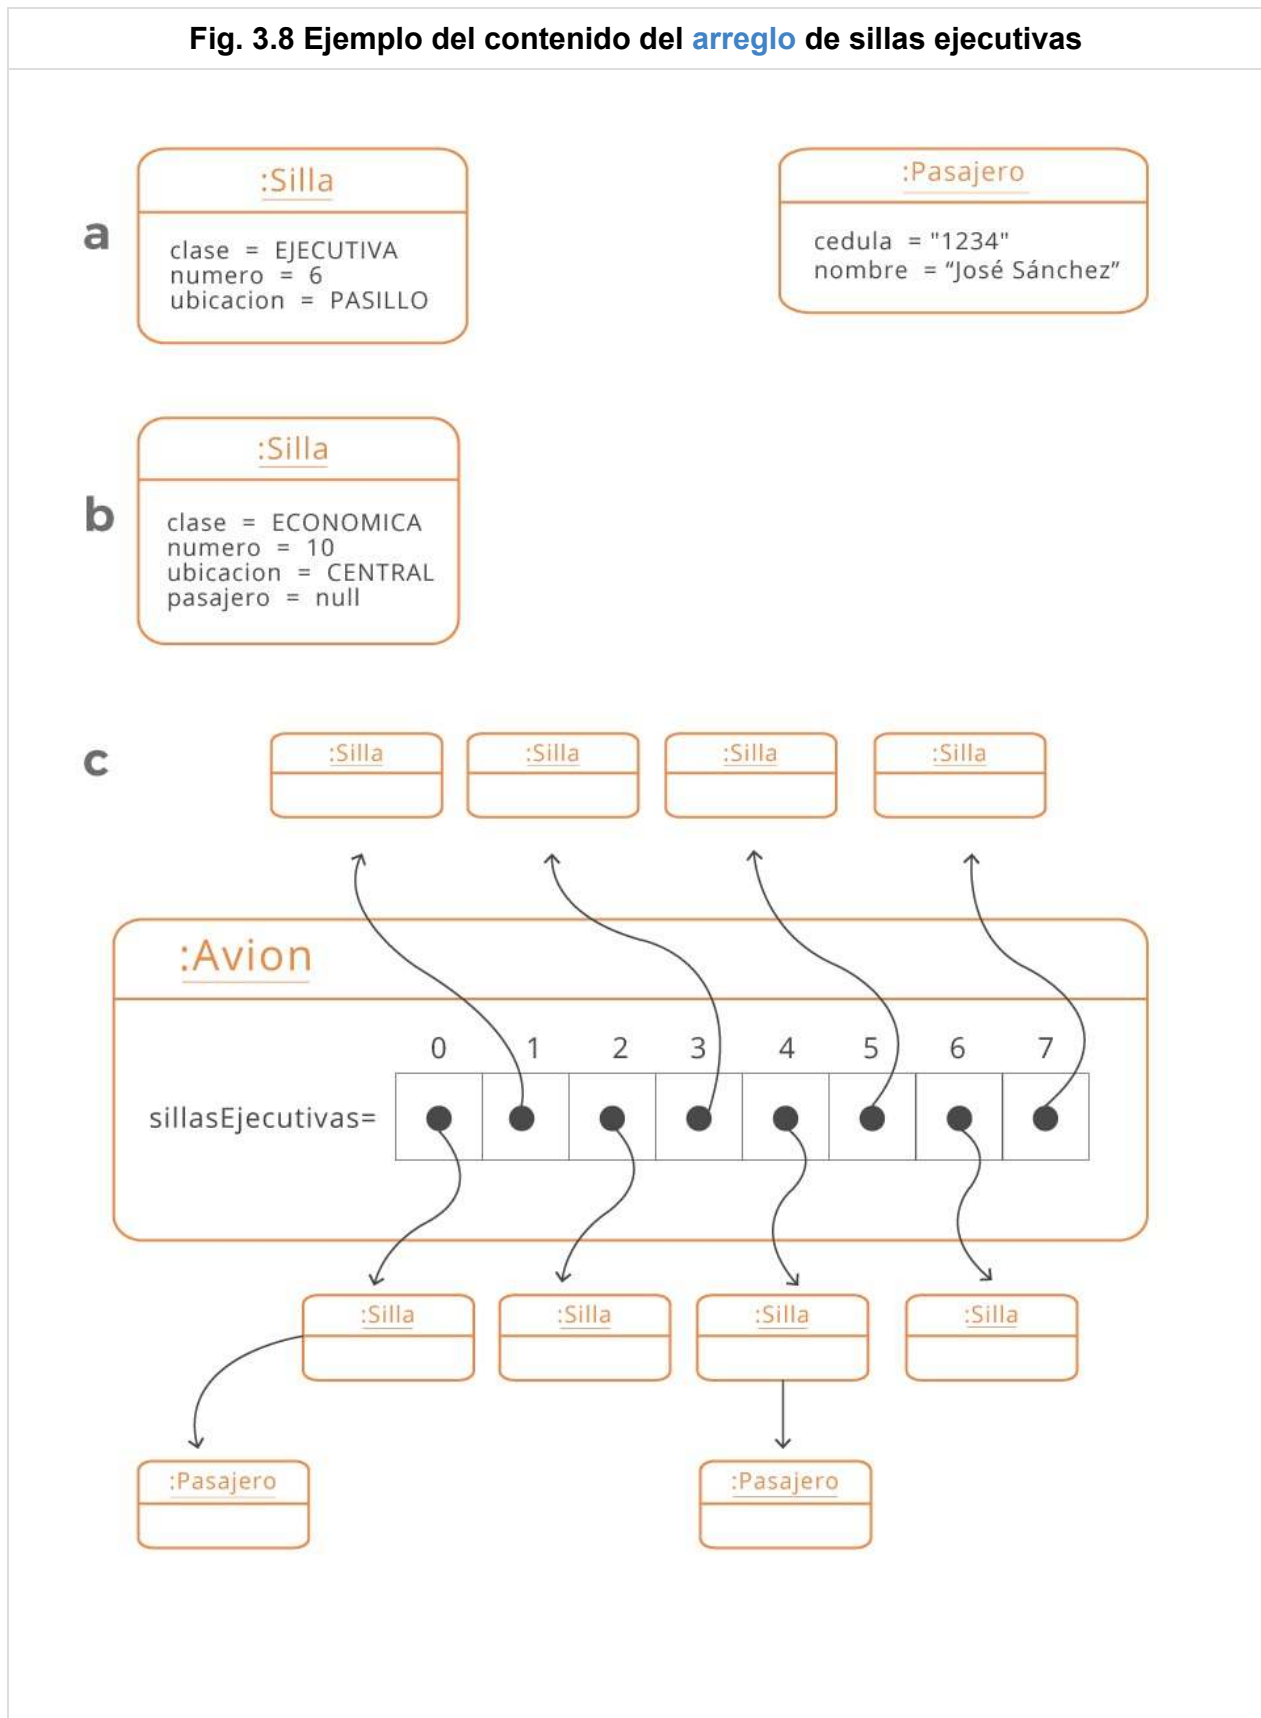 Fig. 3.8 Ejemplo del contenido del arreglo de sillas ejecutivas
a
:Silla
clase = EJECUTIVA
numero = 6
ubicacion = PASILLO
:Pasajero
cedula = "1234"
nombre = “José Sánchez”
b
:Silla
clase = ECONOMICA
numero = 10
ubicacion = CENTRAL
pasajero = null
c
:Silla
:Silla
:Silla
:Silla
:Avion
0 1 2 3 4 5 6 7
sillasEjecutivas=
:Silla
:Silla
:Silla
:Silla
:Pasajero
:Pasajero